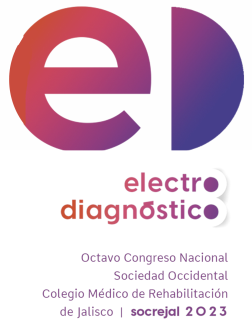 ed
electro
diagnóstico
Octavo Congreso Nacional
Sociedad Occidental
Colegio Médico de Rehabilitación
de Jalisco | socrejal 2023